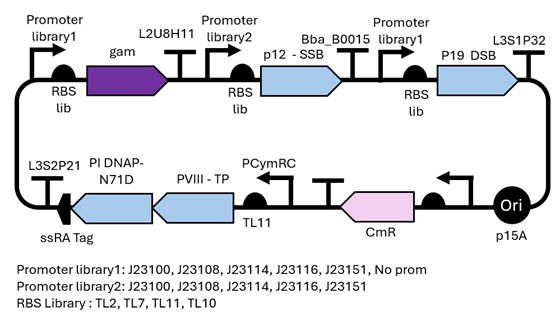 Promoter
library1
gam
RBS
lib
L2U8H11
Promoter
library2
p12 - SSB
RBS
lib
Bba_B0015
Promoter
library1
P19 DSB
RBS
lib
L3S1P32
L3S2P21
ssRA Tag
PI DNAP-
N71D
PVIII - TP
PCymRC
TL11
CmR
Ori
p15A
Promoter library1: J23100, J23108, J23114, J23116, J23151, No prom
Promoter library2: J23100, J23108, J23114, J23116, J23151
RBS Library : TL2, TL7, TL11, TL10